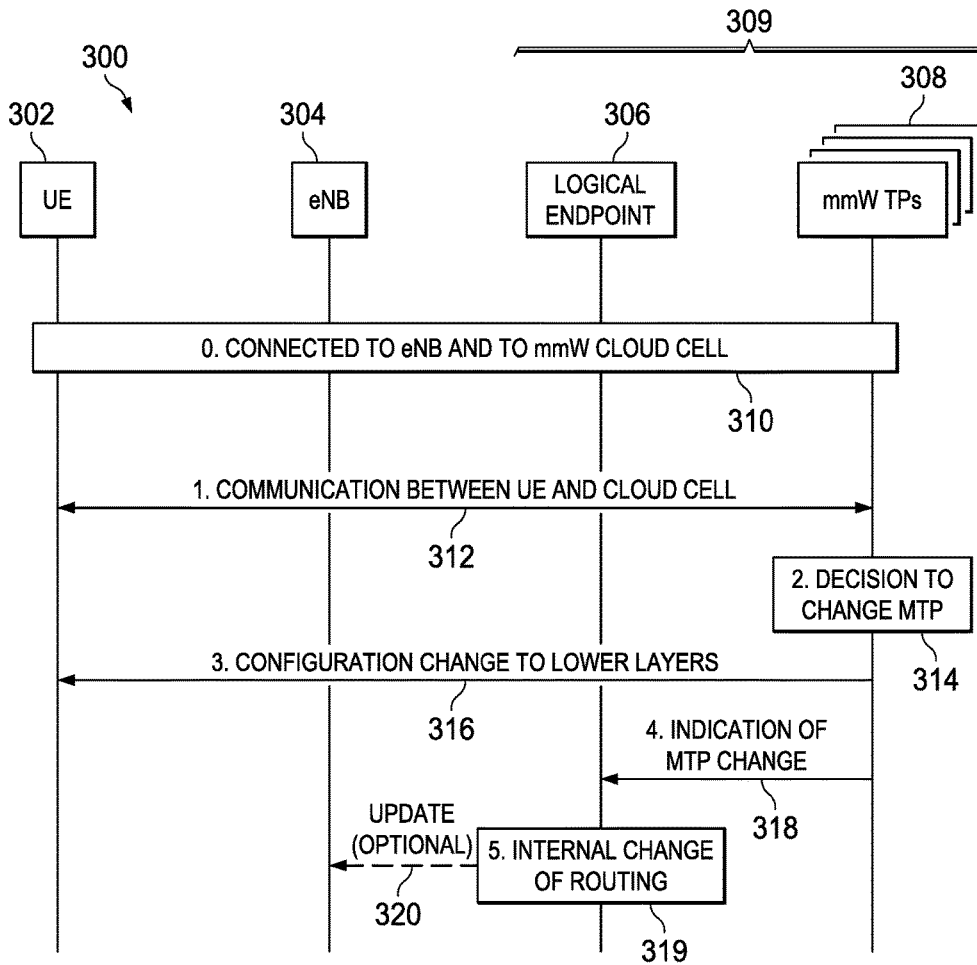 309
300
308
302
304
306
UE
eNB
LOGICAL
ENDPOINT
mmW TPs
0. CONNECTED TO eNB AND TO mmW CLOUD CELL
310
1. COMMUNICATION BETWEEN UE AND CLOUD CELL
312
2. DECISION TO
CHANGE MTP
314
3. CONFIGURATION CHANGE TO LOWER LAYERS
316
4. INDICATION OF
MTP CHANGE
318
UPDATE
(OPTIONAL)
320
5. INTERNAL CHANGE
OF ROUTING
319